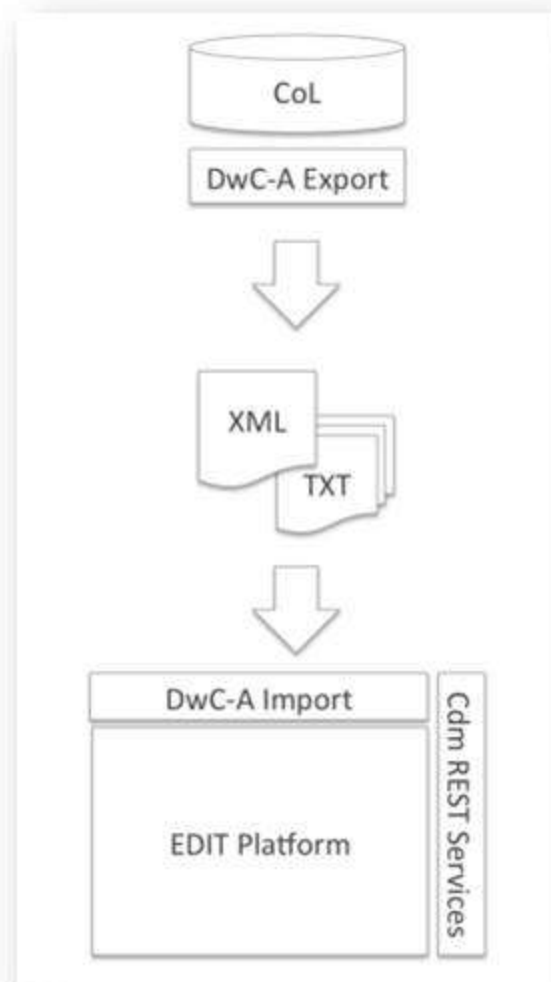 CoL
DwC-A Export
XML
TXT
DwC-A Import
EDIT Platform
Cdm REST Services